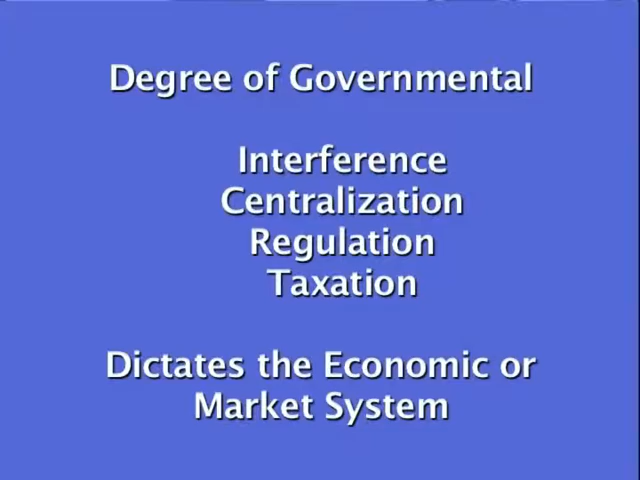 Degree of Governmental
Interference
Centralization
Regulation
Taxation
Dictates the Economic or
Market System